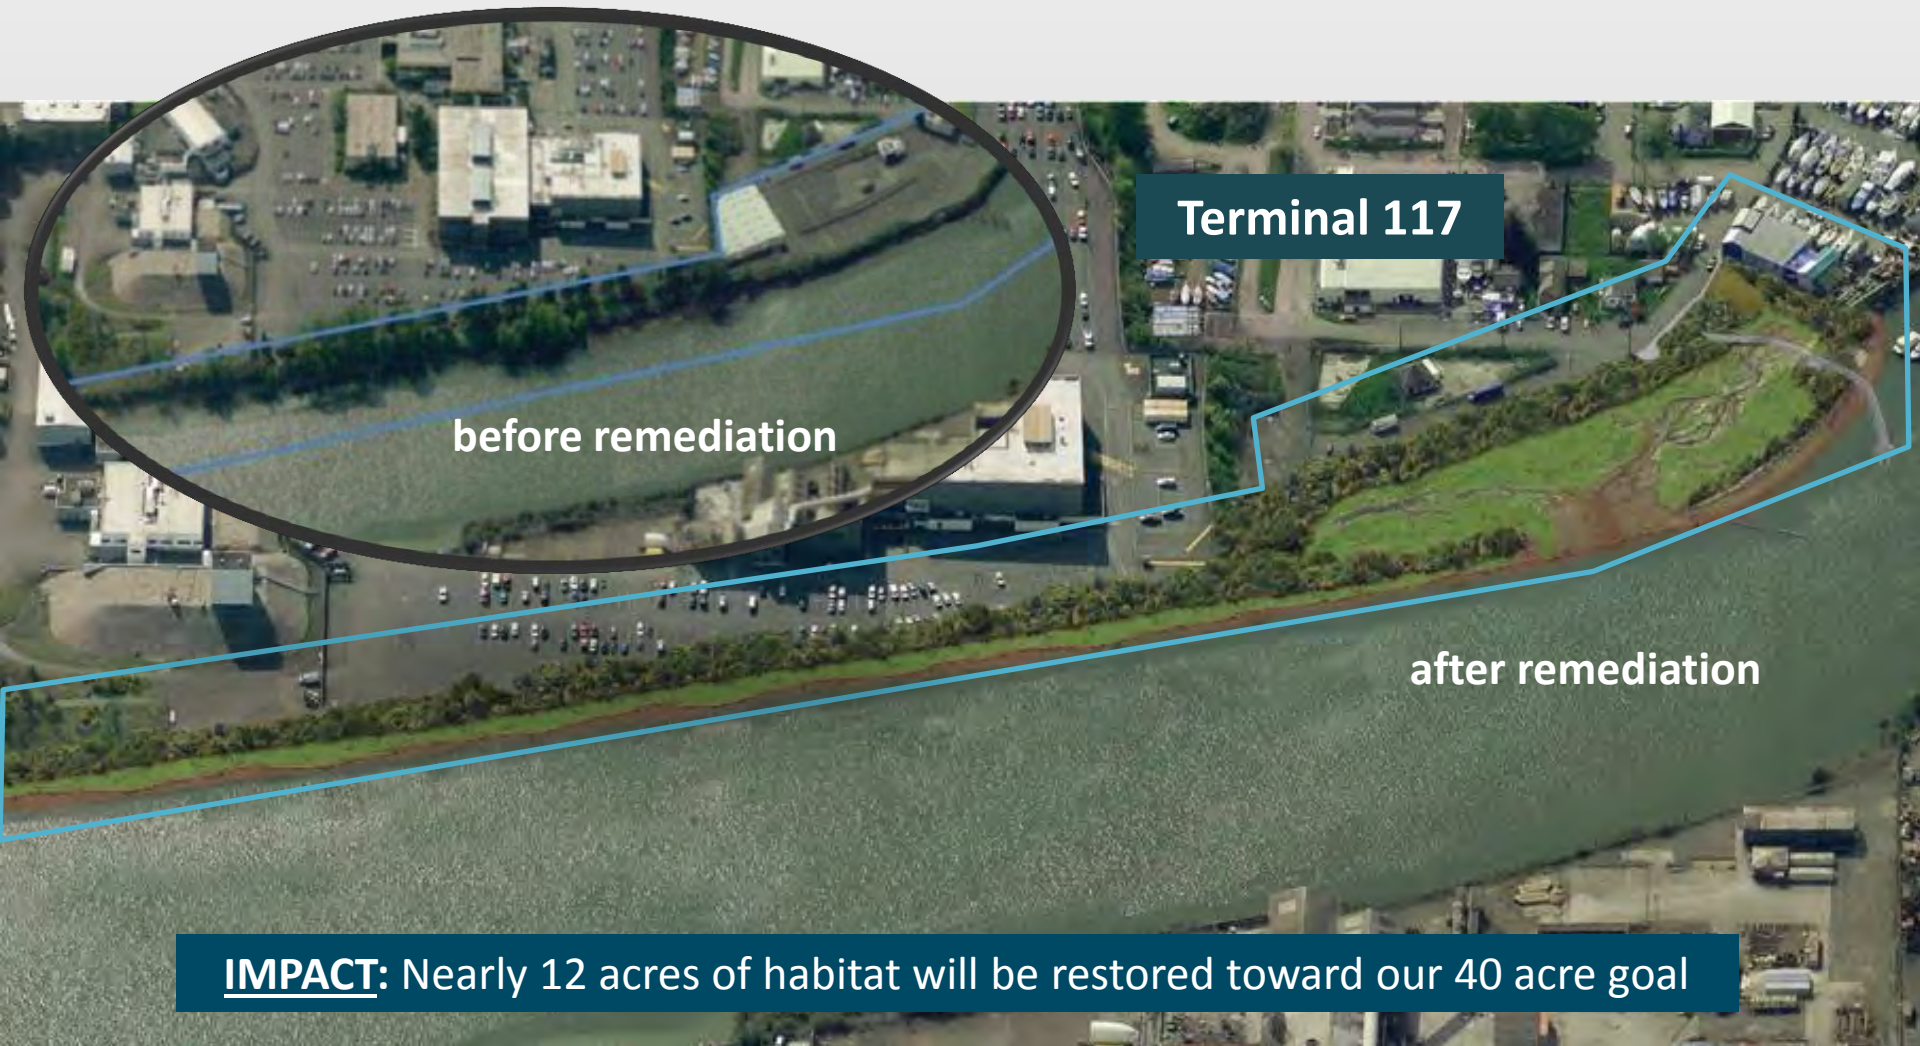 Terminal 117
before remediation
after remediation
IMPACT: Nearly 12 acres of habitat will be restored toward our 40 acre goal